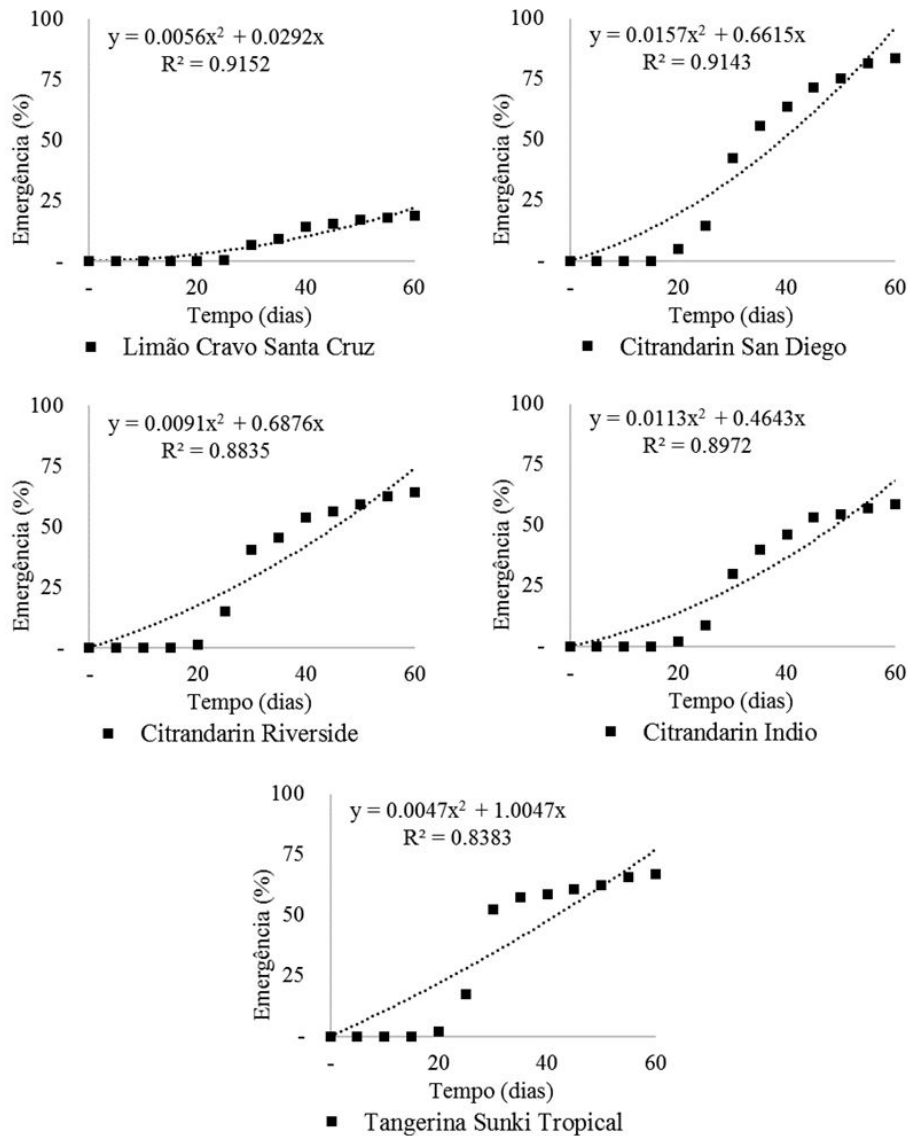 100
y = 0.0056x² + 0.0292x
R² = 0.9152
75
50
25
-
Emergência (%)
- 20 40 60
Tempo (dias)
■ Limão Cravo Santa Cruz
100
y = 0.0157x² + 0.6615x
R² = 0.9143
75
50
25
-
Emergência (%)
- 20 40 60
Tempo (dias)
■ Citrandarin San Diego
100
y = 0.0091x² + 0.6876x
R² = 0.8835
75
50
25
-
Emergência (%)
- 20 40 60
Tempo (dias)
■ Citrandarin Riverside
100
y = 0.0113x² + 0.4643x
R² = 0.8972
75
50
25
-
Emergência (%)
- 20 40 60
Tempo (dias)
■ Citrandarin Indio
100
y = 0.0047x² + 1.0047x
R² = 0.8383
75
50
25
-
Emergência (%)
- 20 40 60
Tempo (dias)
■ Tangerina Sunki Tropical